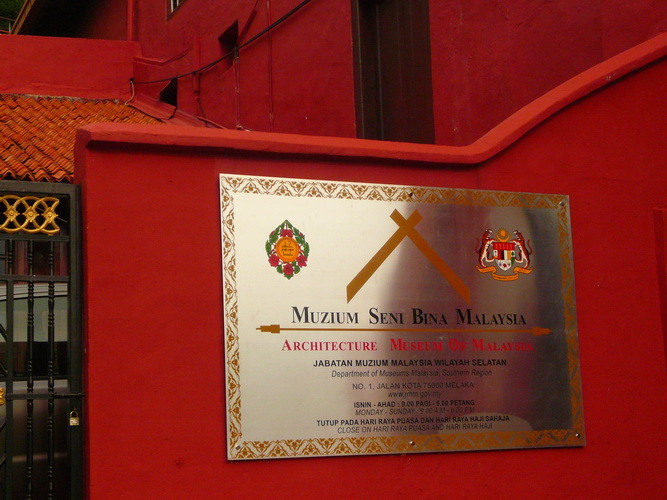 MUZIUM SENI BINA MALAYSIA
ARCHITECTURE MUSEUM OF MALAYSIA
JABATAN MUZIUM MALAYSIA WILAYAH SELATAN
Department of Museums Malaysia, Southern Region
NO. 1, JALAN KOTA 75000 MELAKA
www.jmm.gov.my
ISNIN - AHAD : 9.00 PAGI - 5.00 PETANG
MONDAY - SUNDAY : 9.00 A.M - 5.00 P.M
TUTUP PADA HARI RAYA PUASA DAN HARI RAYA HAJI SAHAJA
CLOSE ON HARI RAYA PUASA AND HARI RAYA HAJI